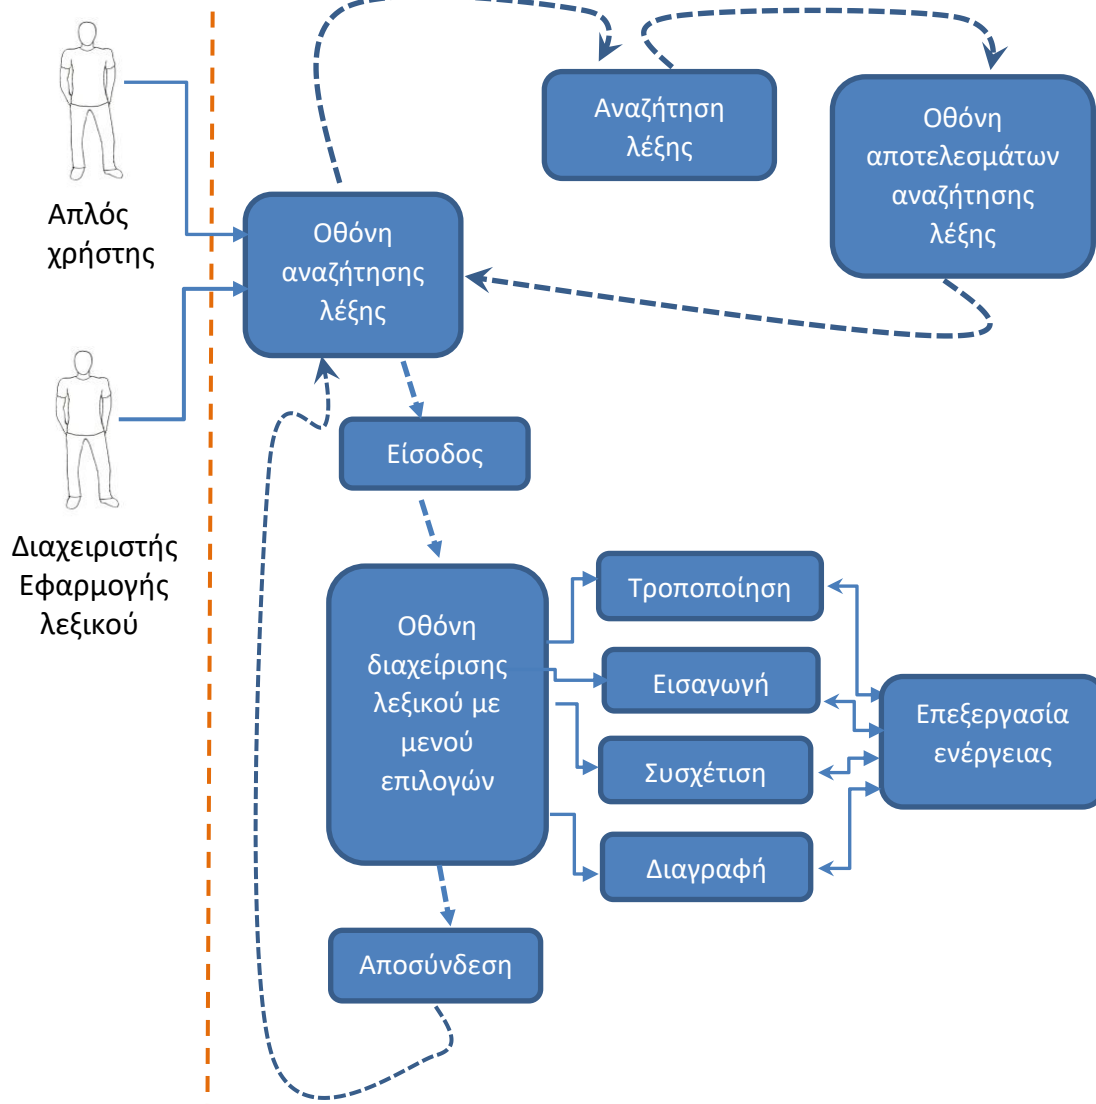 Αναζήτηση
λέξης
Οθόνη
αποτελεσμάτων
αναζήτησης
λέξης
Απλός
χρήστης
Οθόνη
αναζήτησης
λέξης
Είσοδος
Διαχειριστής
Εφαρμογής
λεξικού
Οθόνη
διαχείρισης
λεξικού με
μενού
επιλογών
Τροποποίηση
Εισαγωγή
Συσχέτιση
Διαγραφή
Επεξεργασία
ενέργειας
Αποσύνδεση